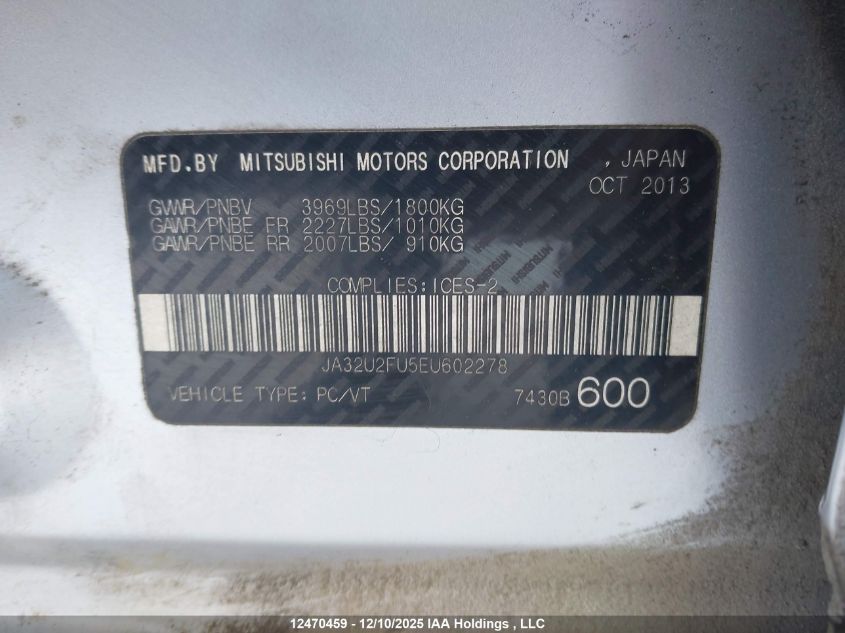 MFD.BY MITSUBISHI MOTORS CORPORATION , JAPAN
OCT 2013
GVWR/PNBV 3969LBS/1800KG
GAWR/PNBE FR 2227LBS/1010KG
GAWR/PNBE RR 2007LBS/ 910KG
COMPLIES:ICES-2
JA32U2FU5EU602278
VEHICLE TYPE: PC/VT 7430B 600
12470459 - 12/10/2025 IAA Holdings , LLC